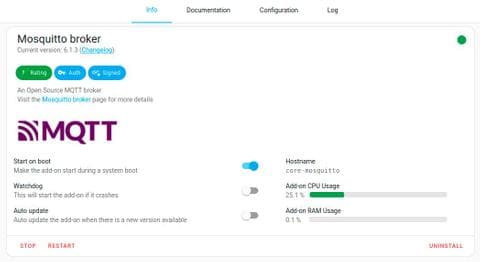 Info
Documentation
Configuration
Log
Mosquitto broker
Current version: 6.1.3 (Changelog)
Rating
Auth
Signed
An Open Source MQTT broker
Visit the Mosquitto broker page for more details
MQTT
Start on boot
Make the add-on start during a system boot
Watchdog
This will start the add-on if it crashes
Auto update
Auto update the add-on when there is a new version available
Hostname
core-mosquitto
Add-on CPU Usage
25.1 %
Add-on RAM Usage
0.1 %
STOP
RESTART
UNINSTALL